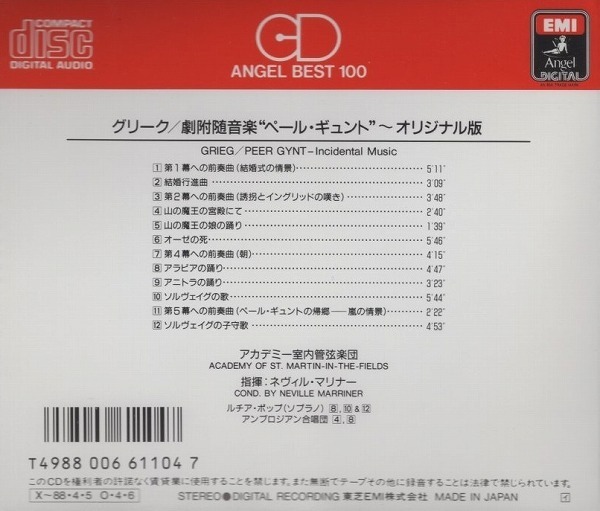 COMPACT
disc
DIGITAL AUDIO
CD
ANGEL BEST 100
EMI
Angel
DIGITAL
グリーク／劇附随音楽“ペール・ギュント”～オリジナル版
GRIEG／PEER GYNT–Incidental Music
1 第1幕への前奏曲(結婚式の情景) 5'11"
2 結婚行進曲 3'09"
3 第2幕への前奏曲(誘拐とイングリッドの嘆き) 3'48"
4 山の魔王の宮殿にて 2'40"
5 山の魔王の娘の踊り 1'39"
6 オーゼの死 5'46"
7 第4幕への前奏曲(朝) 4'15"
8 アラビアの踊り 4'47"
9 アニトラの踊り 3'23"
10 ソルヴェイグの歌 5'44"
11 第5幕への前奏曲(ペール・ギュントの帰郷——嵐の情景) 2'22"
12 ソルヴェイグの子守歌 4'53"
アカデミー室内管弦楽団
ACADEMY OF ST. MARTIN-IN-THE-FIELDS
指揮：ネヴィル・マリナー
COND. BY NEVILLE MARRINER
ルチア・ポップ(ソプラノ) 8, 10 & 12
アンブロジアン合唱団 4, 8
T4988 006 61104 7
このCDを権利者の許諾なく賃貸業に使用することを禁じます。また無断でテープその他に録音することは法律で禁じられています。
X〜88・4・5 O・4・6
STEREO●DIGITAL RECORDING 東芝EMI株式会社 MADE IN JAPAN
イ